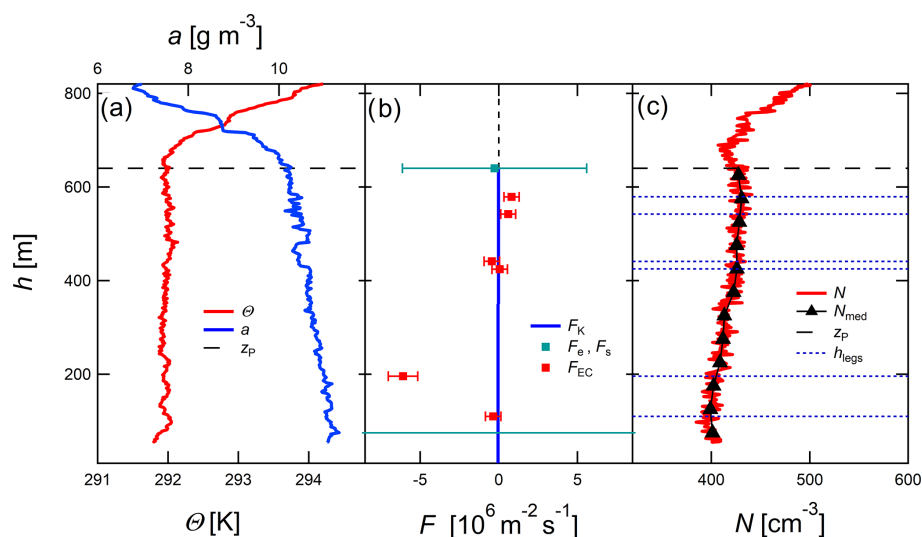 a [g m⁻³]
6 8 10
(a) (b) (c)
800
600
400
200
h [m]
Θ
a
z_P
F_K
F_e , F_s
F_EC
N
N_med
z_P
h_legs
291 292 293 294
-5 0 5
400 500 600
Θ [K] F [10⁶ m⁻² s⁻¹] N [cm⁻³]